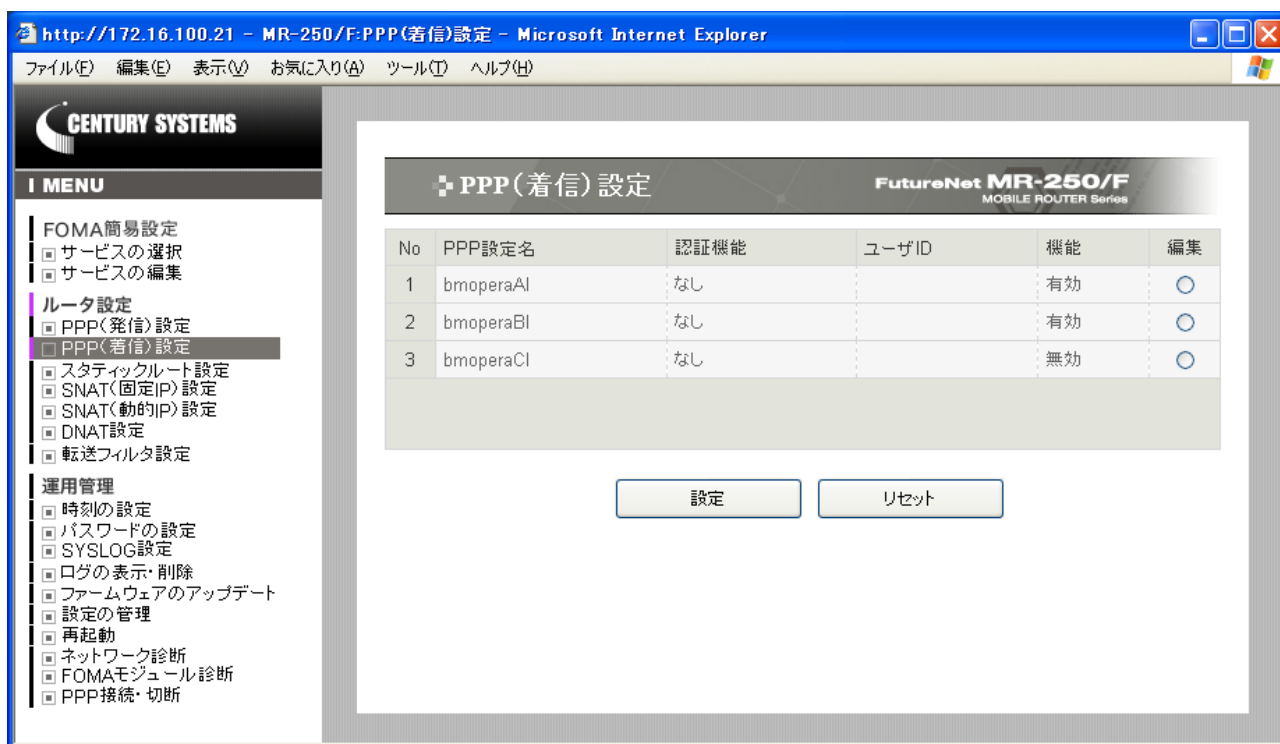 http://172.16.100.21 - MR-250/F:PPP(着信)設定 - Microsoft Internet Explorer
ファイル(F) 編集(E) 表示(V) お気に入り(A) ツール(T) ヘルプ(H)
CENTURY SYSTEMS
MENU
FOMA簡易設定
サービスの選択
サービスの編集
ルータ設定
PPP(発信)設定
PPP(着信)設定
スタティックルート設定
SNAT(固定IP)設定
SNAT(動的IP)設定
DNAT設定
転送フィルタ設定
運用管理
時刻の設定
パスワードの設定
SYSLOG設定
ログの表示・削除
ファームウェアのアップデート
設定の管理
再起動
ネットワーク診断
FOMAモジュール診断
PPP接続・切断
PPP(着信)設定
FutureNet MR-250/F
MOBILE ROUTER Series
No PPP設定名 認証機能 ユーザID 機能 編集
1 bmoperaAI なし 有効
2 bmoperaBI なし 有効
3 bmoperaCI なし 無効
設定 リセット